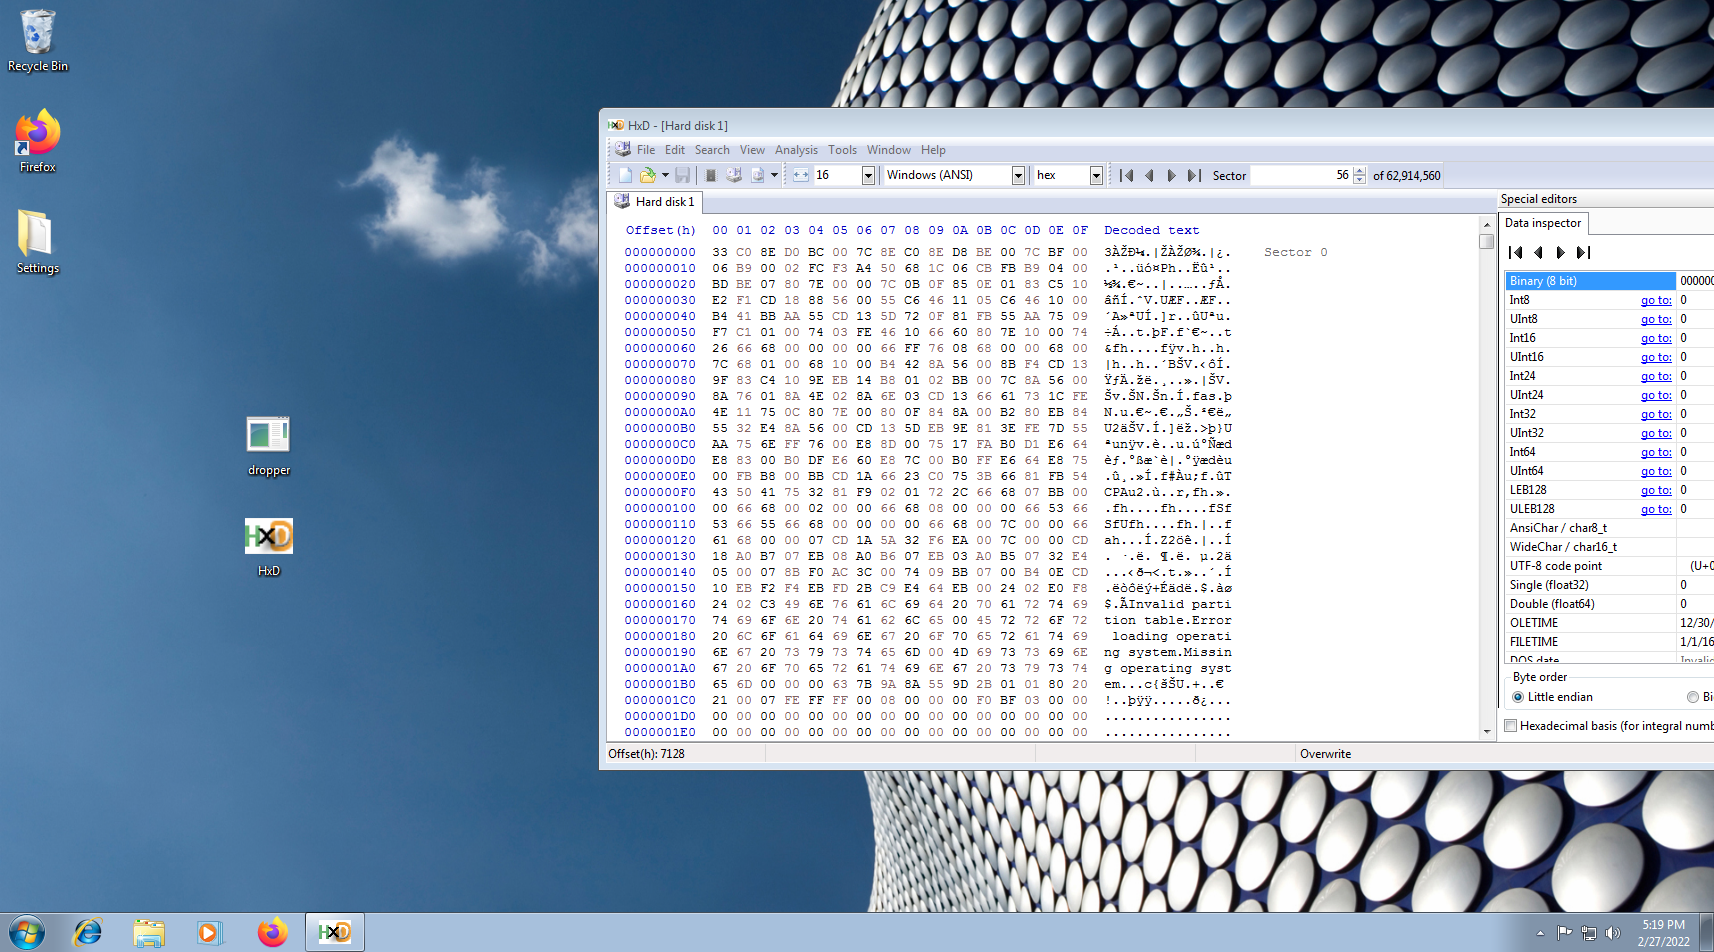 Recycle Bin
Firefox
Settings
dropper
HxD
HxD - [Hard disk 1]
File Edit Search View Analysis Tools Window Help
16 Windows (ANSI) hex Sector 56 of 62,914,560
Hard disk 1
Offset(h) 00 01 02 03 04 05 06 07 08 09 0A 0B 0C 0D 0E 0F Decoded text
000000000 33 C0 8E D0 BC 00 7C 8E C0 8E D8 BE 00 7C BF 00 3ÀŽÐ¼.|ŽÀŽØ¾.|¿. Sector 0
000000010 06 B9 00 02 FC F3 A4 50 68 1C 06 CB FB B9 04 00 .¹..üó¤Ph..Ëû¹..
000000020 BD BE 07 80 7E 00 00 7C 0B 0F 85 0E 01 83 C5 10 ½¾.€~..|..…..ƒÅ.
000000030 E2 F1 CD 18 88 56 00 55 C6 46 11 05 C6 46 10 00 âñÍ.ˆV.UÆF..ÆF..
000000040 B4 41 BB AA 55 CD 13 5D 72 0F 81 FB 55 AA 75 09 ´A»ªUÍ.]r..ûUªu.
000000050 F7 C1 01 00 74 03 FE 46 10 66 60 80 7E 10 00 74 ÷Á..t.þF.f`€~..t
000000060 26 66 68 00 00 00 00 66 FF 76 08 68 00 00 68 00 &fh....fÿv.h..h.
000000070 7C 68 01 00 68 10 00 B4 42 8A 56 00 8B F4 CD 13 |h..h..´BŠV.‹ôÍ.
000000080 9F 83 C4 10 9E EB 14 B8 01 02 BB 00 7C 8A 56 00 ŸƒÄ.žë.¸..».|ŠV.
000000090 8A 76 01 8A 4E 02 8A 6E 03 CD 13 66 61 73 1C FE Šv.ŠN.Šn.Í.fas.þ
0000000A0 4E 11 75 0C 80 7E 00 80 0F 84 8A 00 B2 80 EB 84 N.u.€~.€.„Š.²€ë„
0000000B0 55 32 E4 8A 56 00 CD 13 5D EB 9E 81 3E FE 7D 55 U2äŠV.Í.]ëž.>þ}U
0000000C0 AA 75 6E FF 76 00 E8 8D 00 75 17 FA B0 D1 E6 64 ªunÿv.è..u.ú°Ñæd
0000000D0 E8 83 00 B0 DF E6 60 E8 7C 00 B0 FF E6 64 E8 75 èƒ.°ßæ`è|.°ÿædèu
0000000E0 00 FB B8 00 BB CD 1A 66 23 C0 75 3B 66 81 FB 54 .û¸.»Í.f#Àu;f.ûT
0000000F0 43 50 41 75 32 81 F9 02 01 72 2C 66 68 07 BB 00 CPAu2.ù..r,fh.».
000000100 00 66 68 00 02 00 00 66 68 08 00 00 00 66 53 66 .fh....fh....fSf
000000110 53 66 55 66 68 00 00 00 00 66 68 00 7C 00 00 66 SfUfh....fh.|..f
000000120 61 68 00 00 07 CD 1A 5A 32 F6 EA 00 7C 00 00 CD ah...Í.Z2öê.|..Í
000000130 18 A0 B7 07 EB 08 A0 B6 07 EB 03 A0 B5 07 32 E4 . ·.ë. ¶.ë. µ.2ä
000000140 05 00 07 8B F0 AC 3C 00 74 09 BB 07 00 B4 0E CD ...‹ð¬<.t.»..´.Í
000000150 10 EB F2 F4 EB FD 2B C9 E4 64 EB 00 24 02 E0 F8 .ëòôëý+Éädë.$.àø
000000160 24 02 C3 49 6E 76 61 6C 69 64 20 70 61 72 74 69 $.ÃInvalid parti
000000170 74 69 6F 6E 20 74 61 62 6C 65 00 45 72 72 6F 72 tion table.Error
000000180 20 6C 6F 61 64 69 6E 67 20 6F 70 65 72 61 74 69 loading operati
000000190 6E 67 20 73 79 73 74 65 6D 00 4D 69 73 73 69 6E ng system.Missin
0000001A0 67 20 6F 70 65 72 61 74 69 6E 67 20 73 79 73 74 g operating syst
0000001B0 65 6D 00 00 00 63 7B 9A 8A 55 9D 2B 01 01 80 20 em...c{šŠU.+..€
0000001C0 21 00 07 FE FF FF 00 08 00 00 00 F0 BF 03 00 00 !..þÿÿ.....ð¿...
0000001D0 00 00 00 00 00 00 00 00 00 00 00 00 00 00 00 00 ................
0000001E0 00 00 00 00 00 00 00 00 00 00 00 00 00 00 00 00 ................
Offset(h): 7128 Overwrite
Special editors
Data inspector
Binary (8 bit) 000000
Int8 go to: 0
UInt8 go to: 0
Int16 go to: 0
UInt16 go to: 0
Int24 go to: 0
UInt24 go to: 0
Int32 go to: 0
UInt32 go to: 0
Int64 go to: 0
UInt64 go to: 0
LEB128 go to: 0
ULEB128 go to: 0
AnsiChar / char8_t
WideChar / char16_t
UTF-8 code point (U+0
Single (float32) 0
Double (float64) 0
OLETIME 12/30/
FILETIME 1/1/16
DOS date Invalid
Byte order
Little endian Bi
Hexadecimal basis (for integral numb
5:19 PM
2/27/2022